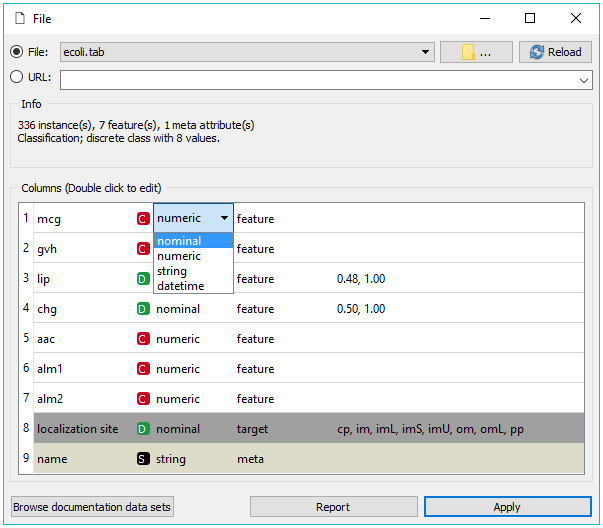 File
File: ecoli.tab ... Reload
URL:
Info
336 instance(s), 7 feature(s), 1 meta attribute(s)
Classification; discrete class with 8 values.
Columns (Double click to edit)
1 mcg C numeric feature
nominal
numeric
string
datetime
2 gvh C feature
3 lip D feature 0.48, 1.00
4 chg D nominal feature 0.50, 1.00
5 aac C numeric feature
6 alm1 C numeric feature
7 alm2 C numeric feature
8 localization site D nominal target cp, im, imL, imS, imU, om, omL, pp
9 name S string meta
Browse documentation data sets Report Apply